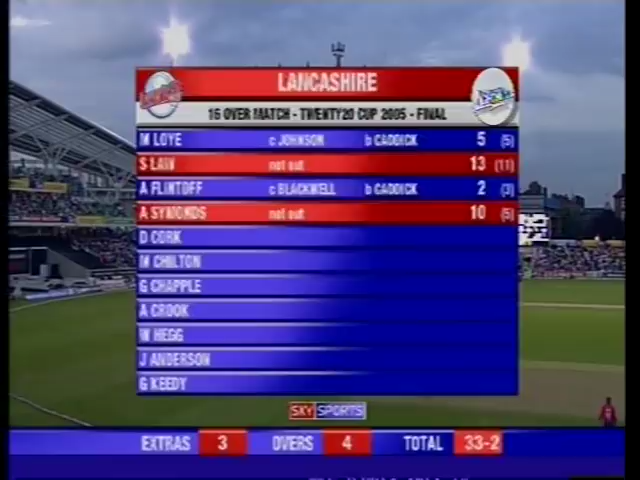 LANCASHIRE
16 OVER MATCH - TWENTY20 CUP 2005 - FINAL
M LOYE c JOHNSON b CADDICK 5 (5)
S LAW not out 13 (11)
A FLINTOFF c BLACKWELL b CADDICK 2 (3)
A SYMONDS not out 10 (5)
D CORK
M CHILTON
G CHAPPLE
A CROOK
W HEGG
J ANDERSON
G KEEDY
SKY SPORTS
EXTRAS 3 OVERS 4 TOTAL 33-2